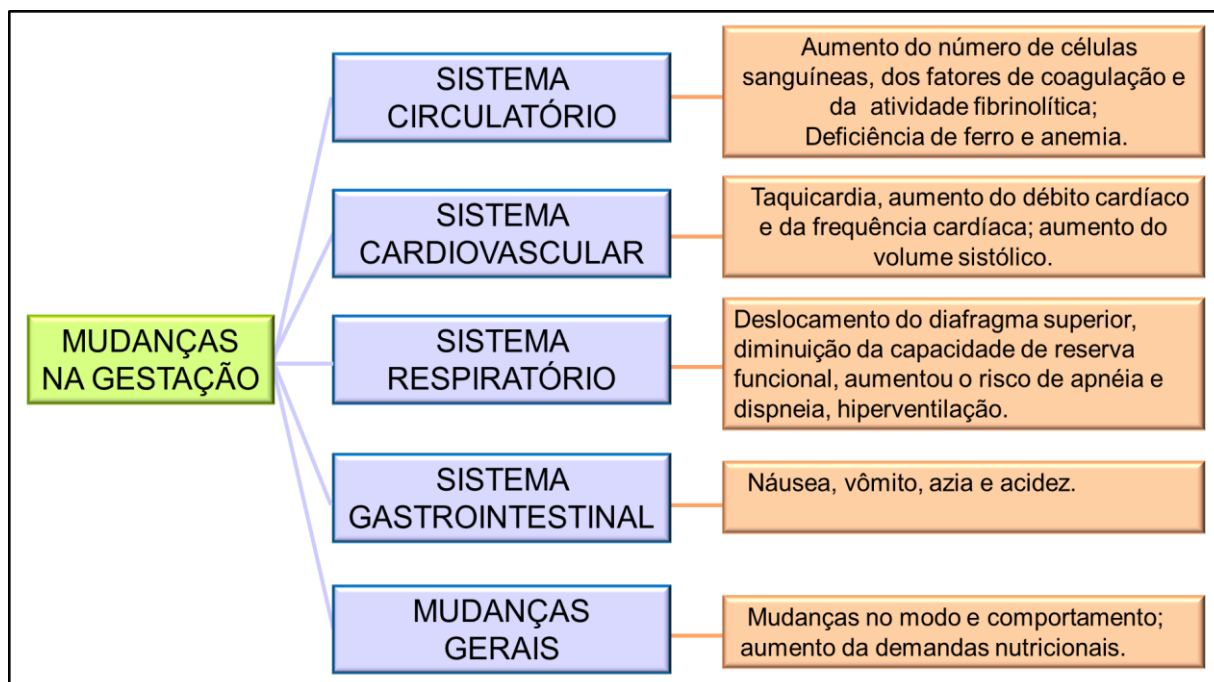 MUDANÇAS
NA GESTAÇÃO
SISTEMA
CIRCULATÓRIO
Aumento do número de células
sanguíneas, dos fatores de coagulação e
da atividade fibrinolítica;
Deficiência de ferro e anemia.
SISTEMA
CARDIOVASCULAR
Taquicardia, aumento do débito cardíaco
e da frequência cardíaca; aumento do
volume sistólico.
SISTEMA
RESPIRATÓRIO
Deslocamento do diafragma superior,
diminuição da capacidade de reserva
funcional, aumentou o risco de apnéia e
dispneia, hiperventilação.
SISTEMA
GASTROINTESTINAL
Náusea, vômito, azia e acidez.
MUDANÇAS
GERAIS
Mudanças no modo e comportamento;
aumento da demandas nutricionais.